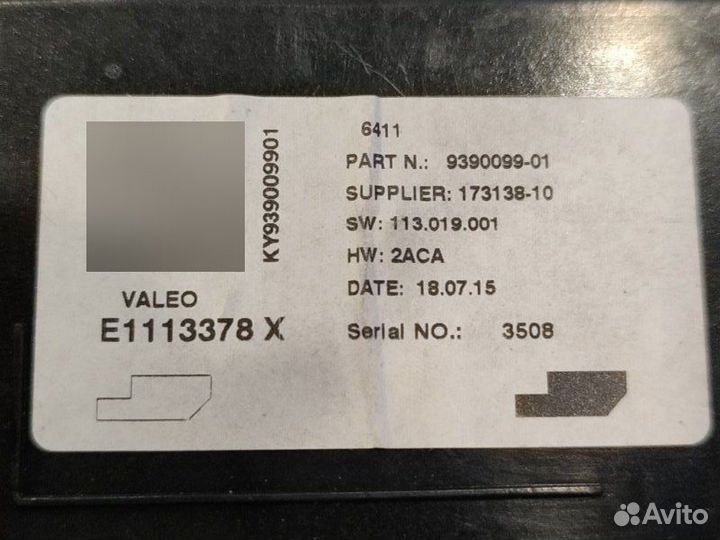 6411
PART N.: 9390099-01
SUPPLIER: 173138-10
SW: 113.019.001
HW: 2ACA
DATE: 18.07.15
Serial NO.: 3508
KY939009901
VALEO
E1113378 X
Avito